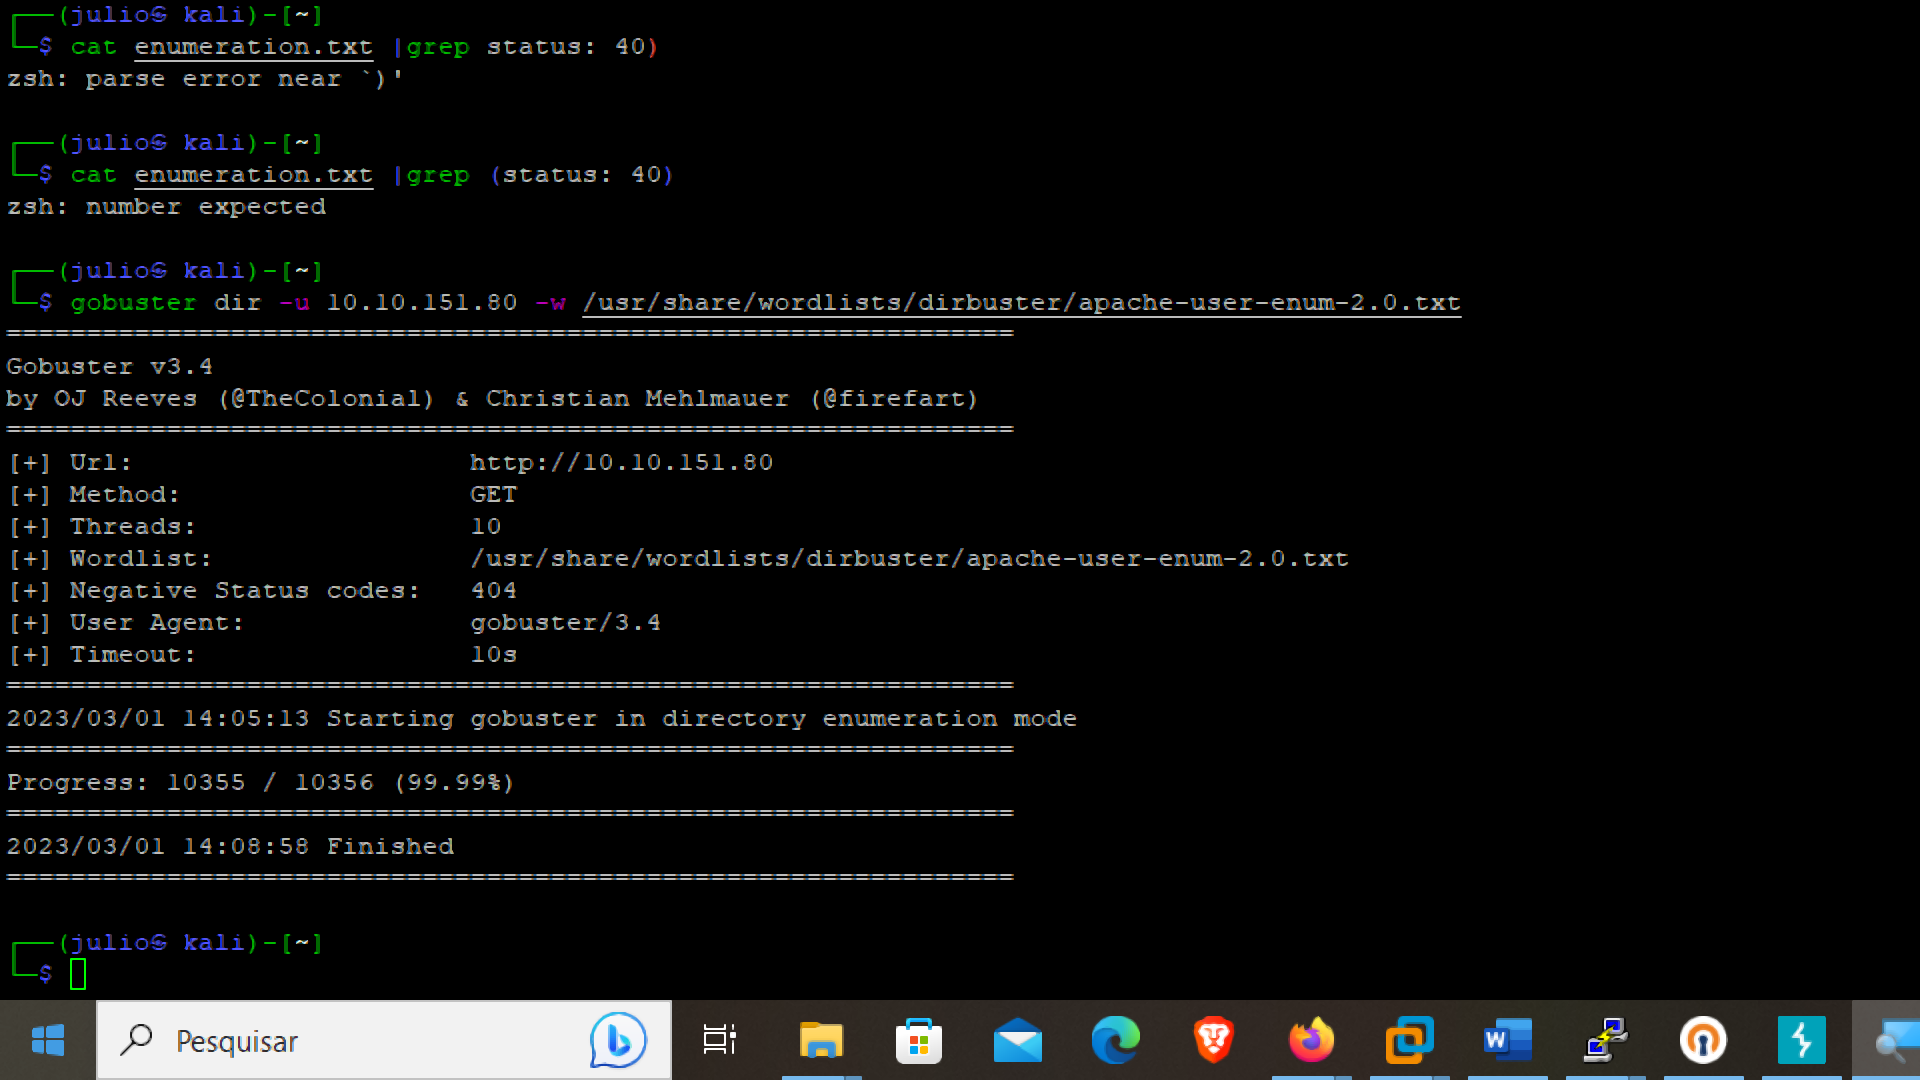 (julio㉿ kali)-[~]
$ cat enumeration.txt |grep status: 40)
zsh: parse error near `)'
(julio㉿ kali)-[~]
$ cat enumeration.txt |grep (status: 40)
zsh: number expected
(julio㉿ kali)-[~]
$ gobuster dir -u 10.10.151.80 -w /usr/share/wordlists/dirbuster/apache-user-enum-2.0.txt
===============================================================
Gobuster v3.4
by OJ Reeves (@TheColonial) & Christian Mehlmauer (@firefart)
===============================================================
[+] Url:                     http://10.10.151.80
[+] Method:                  GET
[+] Threads:                 10
[+] Wordlist:                /usr/share/wordlists/dirbuster/apache-user-enum-2.0.txt
[+] Negative Status codes:   404
[+] User Agent:              gobuster/3.4
[+] Timeout:                 10s
===============================================================
2023/03/01 14:05:13 Starting gobuster in directory enumeration mode
===============================================================
Progress: 10355 / 10356 (99.99%)
===============================================================
2023/03/01 14:08:58 Finished
===============================================================
(julio㉿ kali)-[~]
$
Pesquisar